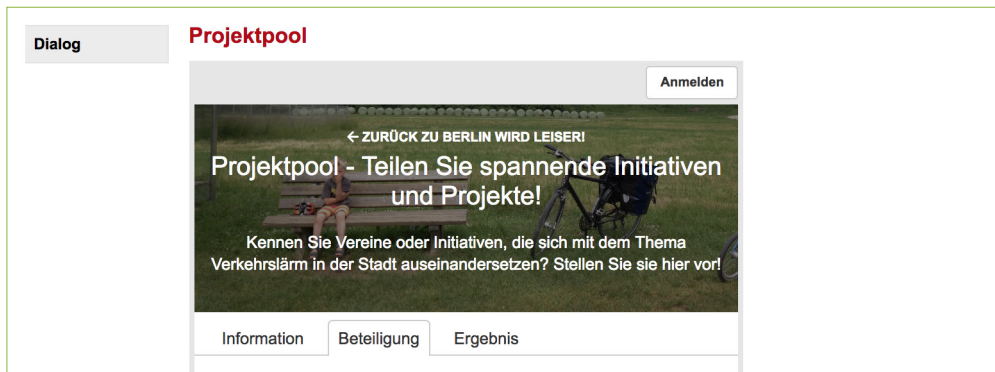 Dialog
Projektpool
Anmelden
← ZURÜCK ZU BERLIN WIRD LEISER!
Projektpool - Teilen Sie spannende Initiativen
und Projekte!
Kennen Sie Vereine oder Initiativen, die sich mit dem Thema
Verkehrslärm in der Stadt auseinandersetzen? Stellen Sie sie hier vor!
Information Beteiligung Ergebnis